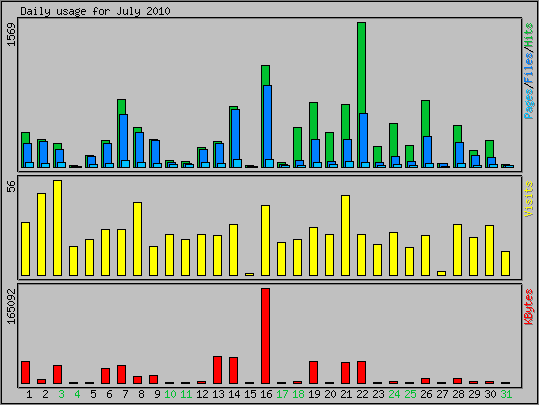 Daily usage for July 2010
1569
Pages/Files/Hits
56
Visits
165092
KBytes
1 2 3 4 5 6 7 8 9 10 11 12 13 14 15 16 17 18 19 20 21 22 23 24 25 26 27 28 29 30 31